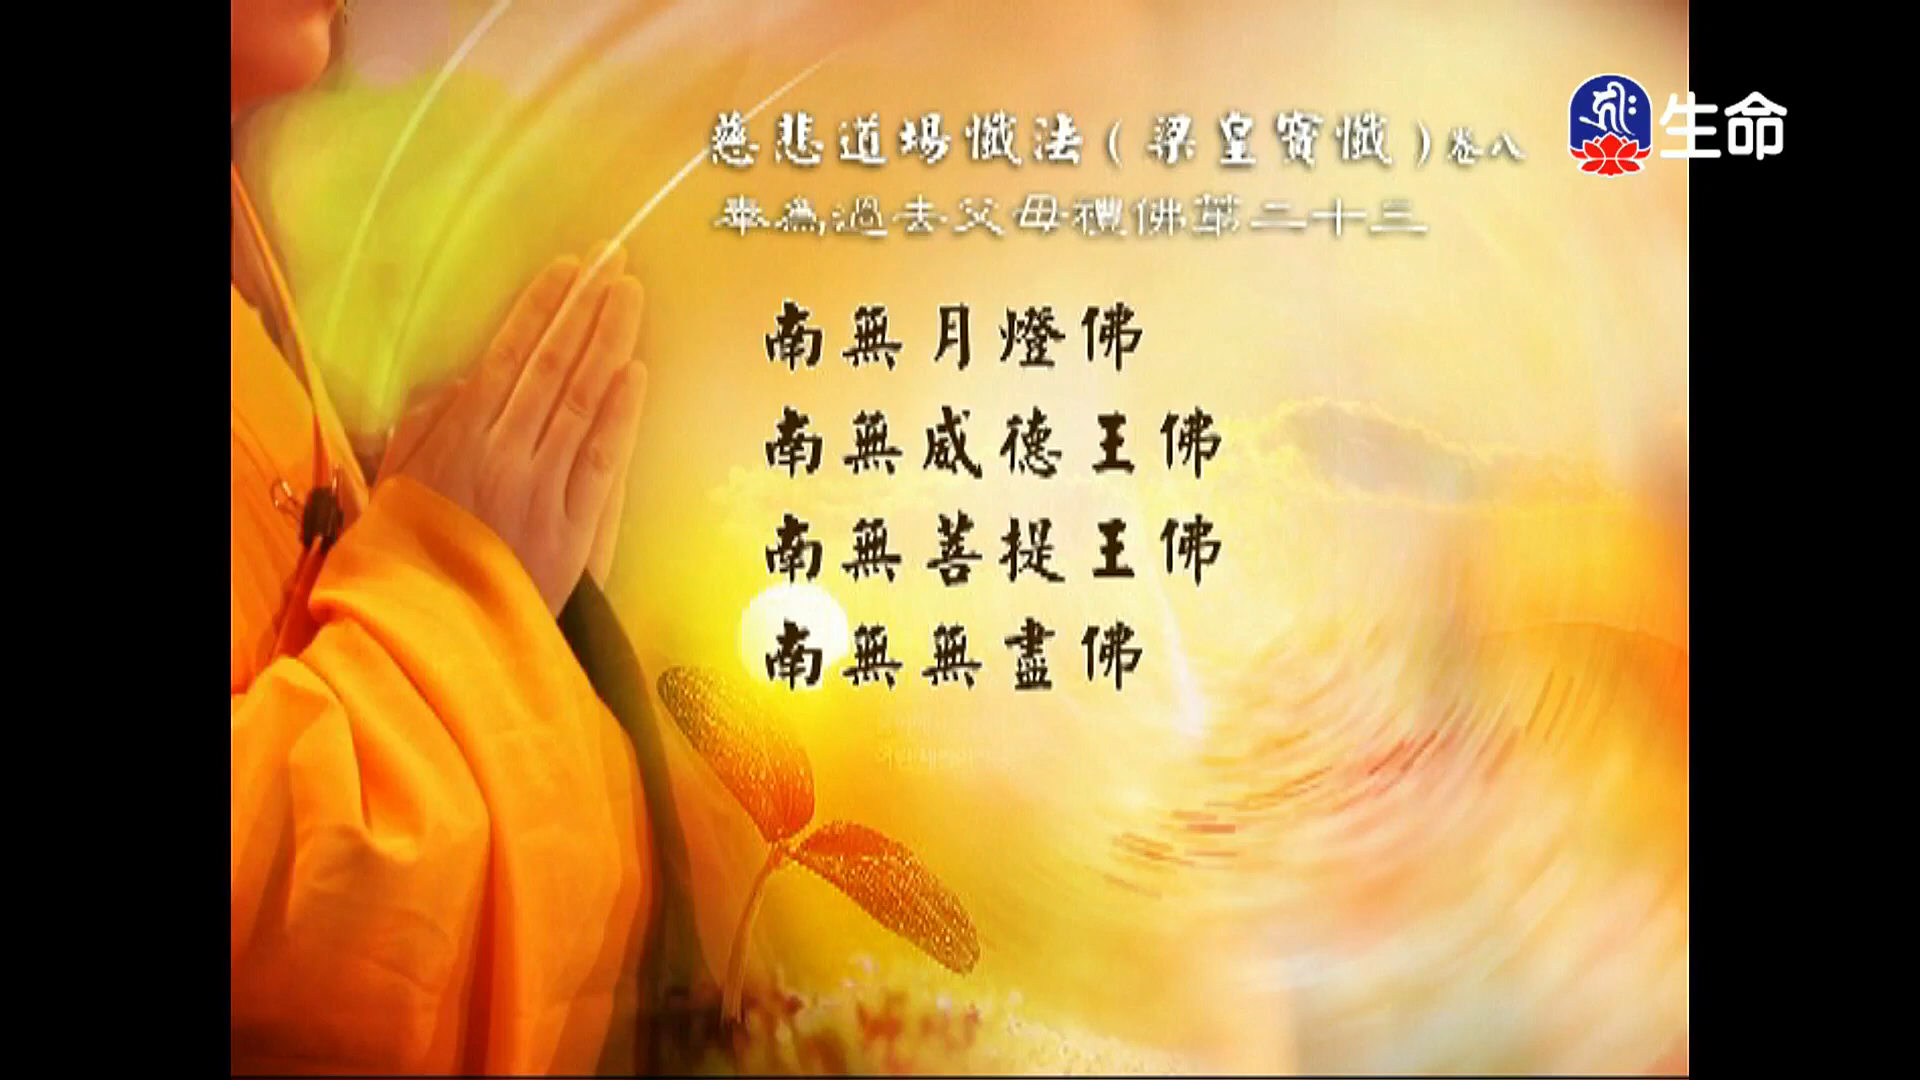 慈悲道場懺法(梁皇寶懺)卷八
生命
奉為過去父母禮佛第二十三
南無月燈佛
南無威德王佛
南無菩提王佛
南無無盡佛